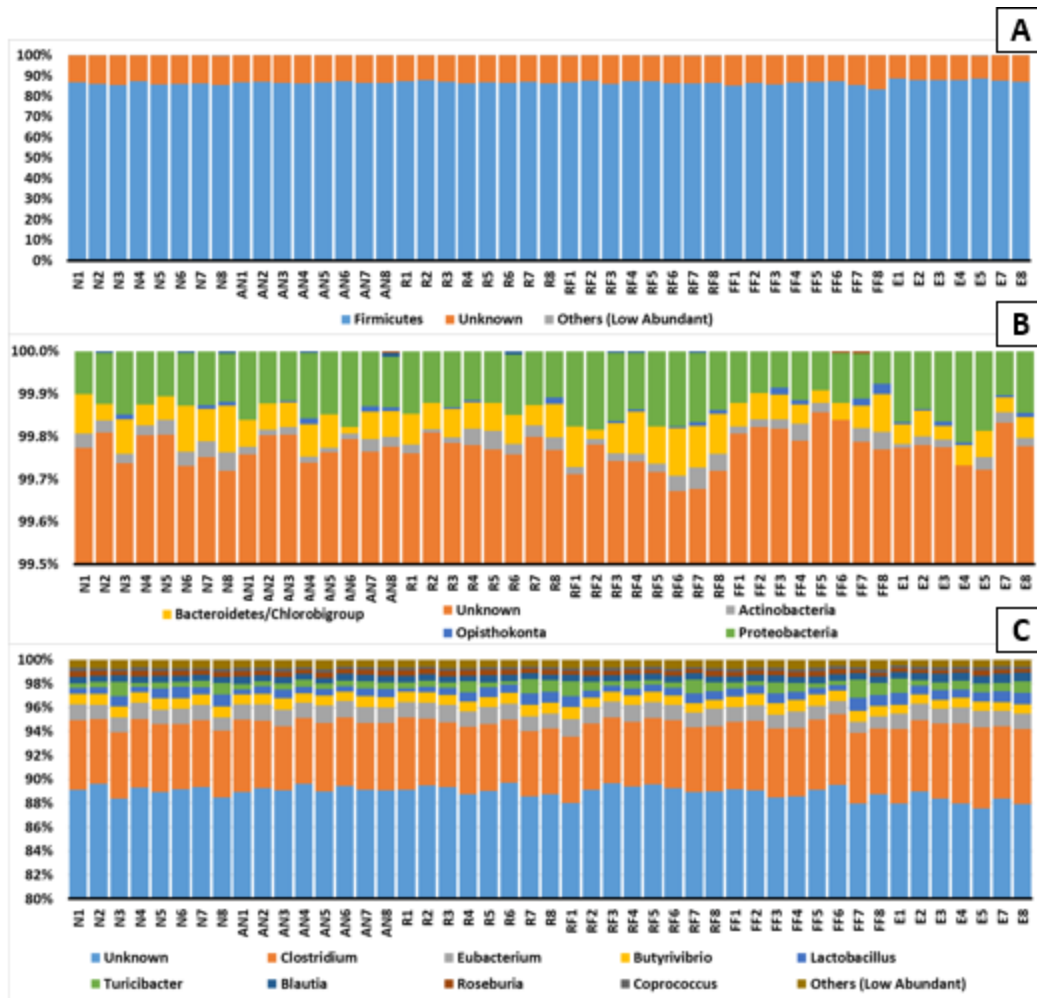 A
100%
90%
80%
70%
60%
50%
40%
30%
20%
10%
0%
N1 N2 N3 N4 N5 N6 N7 N8 AN1 AN2 AN3 AN4 AN5 AN6 AN7 AN8 R1 R2 R3 R4 R5 R6 R7 R8 RF1 RF2 RF3 RF4 RF5 RF6 RF7 RF8 FF1 FF2 FF3 FF4 FF5 FF6 FF7 FF8 E1 E2 E3 E4 E5 E7 E8
Firmicutes Unknown Others (Low Abundant)
B
100.0%
99.9%
99.8%
99.7%
99.6%
99.5%
N1 N2 N3 N4 N5 N6 N7 N8 AN1 AN2 AN3 AN4 AN5 AN6 AN7 AN8 R1 R2 R3 R4 R5 R6 R7 R8 RF1 RF2 RF3 RF4 RF5 RF6 RF7 RF8 FF1 FF2 FF3 FF4 FF5 FF6 FF7 FF8 E1 E2 E3 E4 E5 E7 E8
Bacteroidetes/Chlorobigroup Unknown Actinobacteria
Opisthokonta Proteobacteria
C
100%
98%
96%
94%
92%
90%
88%
86%
84%
82%
80%
N1 N2 N3 N4 N5 N6 N7 N8 AN1 AN2 AN3 AN4 AN5 AN6 AN7 AN8 R1 R2 R3 R4 R5 R6 R7 R8 RF1 RF2 RF3 RF4 RF5 RF6 RF7 RF8 FF1 FF2 FF3 FF4 FF5 FF6 FF7 FF8 E1 E2 E3 E4 E5 E7 E8
Unknown Clostridium Eubacterium Butyrivibrio Lactobacillus
Turicibacter Blautia Roseburia Coprococcus Others (Low Abundant)